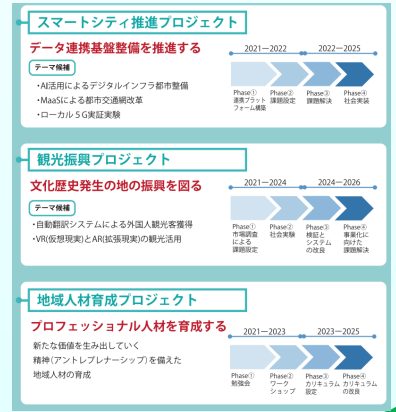 スマートシティ推進プロジェクト
データ連携基盤整備を推進する
テーマ候補
・AI活用によるデジタルインフラ都市整備
・MaaSによる都市交通網改革
・ローカル5G実証実験
2021―2022
2022―2025
Phase①
連携プラット
フォーム構築
Phase②
課題設定
Phase③
課題解決
Phase④
社会実装
観光振興プロジェクト
文化歴史発生の地の振興を図る
テーマ候補
・自動翻訳システムによる外国人観光客獲得
・VR(仮想現実)とAR(拡張現実)の観光活用
2021―2024
2024―2026
Phase①
市場調査
による
課題設定
Phase②
社会実験
Phase③
検証と
システム
の改良
Phase④
事業化に
向けた
課題解決
地域人材育成プロジェクト
プロフェッショナル人材を育成する
新たな価値を生み出していく
精神(アントレプレナーシップ)を備えた
地域人材の育成
2021―2023
2023―2025
Phase①
勉強会
Phase②
ワーク
ショップ
Phase③
カリキュラム
設定
Phase④
カリキュラム
の改良